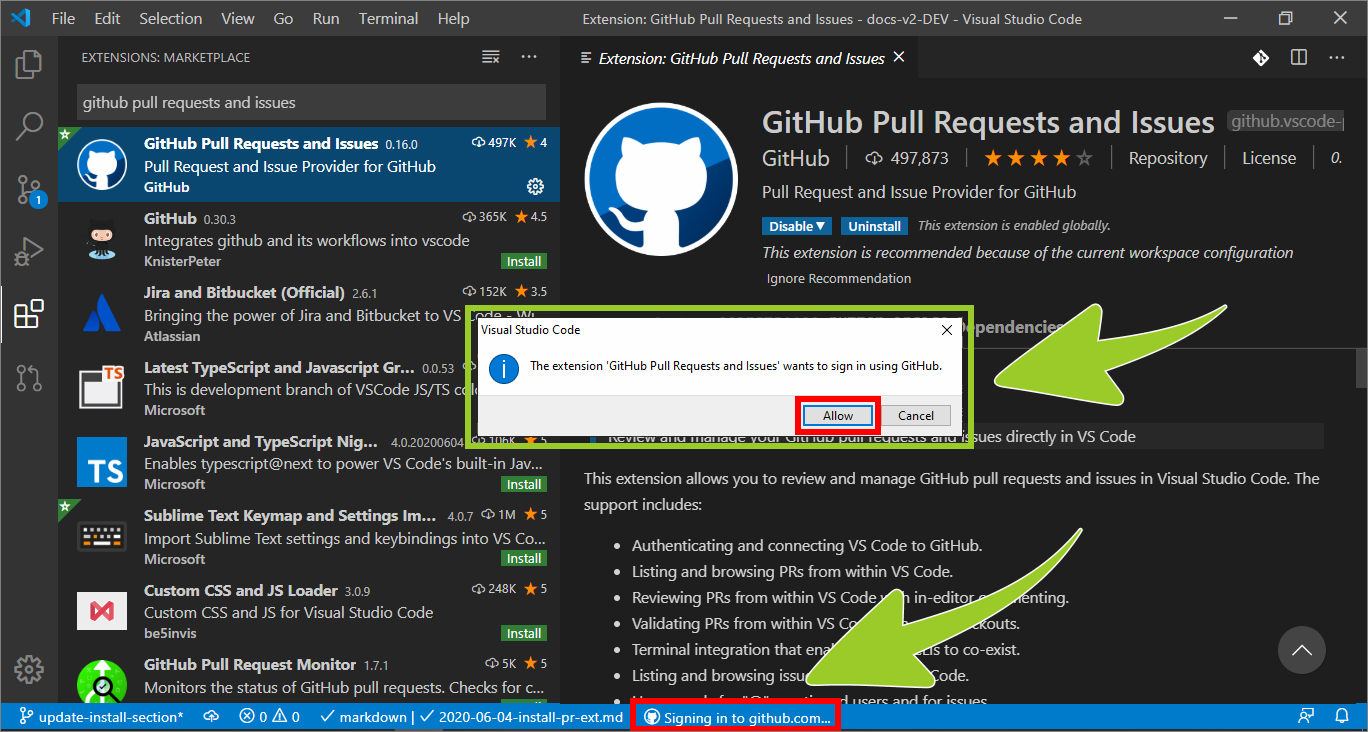 File Edit Selection View Go Run Terminal Help Extension: GitHub Pull Requests and Issues - docs-v2-DEV - Visual Studio Code
EXTENSIONS: MARKETPLACE
github pull requests and issues
GitHub Pull Requests and Issues 0.16.0 497K 4
Pull Request and Issue Provider for GitHub
GitHub
GitHub 0.30.3 365K 4.5
Integrates github and its workflows into vscode
KnisterPeter Install
Jira and Bitbucket (Official) 2.6.1 152K 3.5
Bringing the power of Jira and Bitbucket to VS Code - Wi
Atlassian
Latest TypeScript and Javascript Gr... 0.0.53
This is development branch of VSCode JS/TS col
Microsoft
JavaScript and TypeScript Nig... 4.0.20200604 106K 5
Enables typescript@next to power VS Code's built-in Jav...
Microsoft Install
Sublime Text Keymap and Settings Im... 4.0.7 1M 5
Import Sublime Text settings and keybindings into VS Co...
Microsoft Install
Custom CSS and JS Loader 3.0.9 248K 5
Custom CSS and JS for Visual Studio Code
be5invis Install
GitHub Pull Request Monitor 1.7.1 5K 5
Monitors the status of GitHub pull requests. Checks for c...
1
TS
TS
Extension: GitHub Pull Requests and Issues
GitHub Pull Requests and Issues github.vscode-p
GitHub 497,873 Repository License 0.
Pull Request and Issue Provider for GitHub
Disable Uninstall This extension is enabled globally.
This extension is recommended because of the current workspace configuration
Ignore Recommendation
Dependencies
Visual Studio Code
The extension 'GitHub Pull Requests and Issues' wants to sign in using GitHub.
Allow Cancel
Review and manage your GitHub pull requests and issues directly in VS Code
This extension allows you to review and manage GitHub pull requests and issues in Visual Studio Code. The
support includes:
• Authenticating and connecting VS Code to GitHub.
• Listing and browsing PRs from within VS Code.
• Reviewing PRs from within VS Code with in-editor commenting.
• Validating PRs from within VS Co outs.
• Terminal integration that enab Is to co-exist.
• Listing and browsing issu Code.
and users and for issues
update-install-section* 0 0 markdown | 2020-06-04-install-pr-ext.md Signing in to github.com...